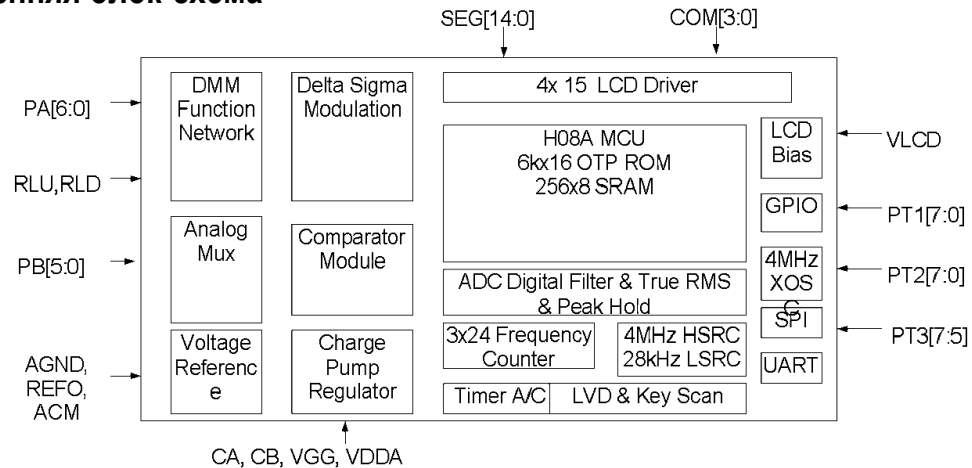 блок-схема
SEG[14:0]
COM[3:0]
PA[6:0]
RLU,RLD
PB[5:0]
AGND,
REFO,
ACM
DMM
Function
Network
Delta Sigma
Modulation
4x 15 LCD Driver
H08A MCU
6kx16 OTP ROM
256x8 SRAM
LCD
Bias
VLCD
GPIO
PT1[7:0]
Analog
Mux
Comparator
Module
4MHz
XOS
C
PT2[7:0]
ADC Digital Filter & True RMS
& Peak Hold
SPI
PT3[7:5]
Voltage
Referenc
e
Charge
Pump
Regulator
3x24 Frequency
Counter
4MHz HSRC
28kHz LSRC
UART
Timer A/C
LVD & Key Scan
CA, CB, VGG, VDDA